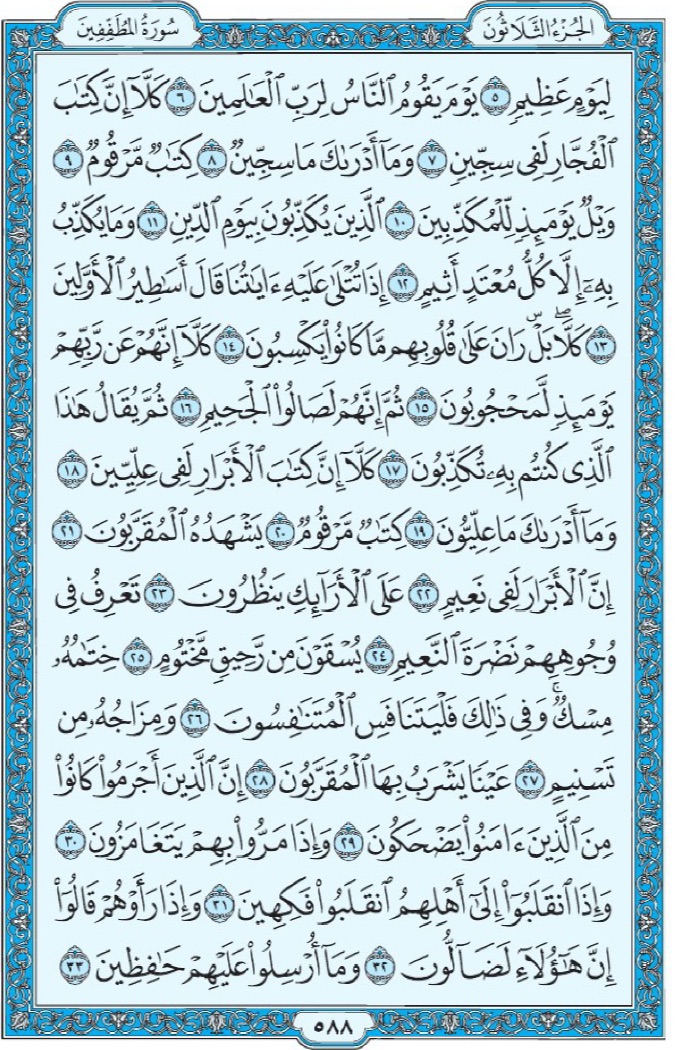 سُورَةُ المُطَفِّفِينَ
الجُزْءُ الثَّلَاثُونَ
لِيَوْمٍ عَظِيمٍ ٥ يَوْمَ يَقُومُ ٱلنَّاسُ لِرَبِّ ٱلْعَٰلَمِينَ ٦ كَلَّآ إِنَّ كِتَٰبَ
ٱلْفُجَّارِ لَفِى سِجِّينٍ ٧ وَمَآ أَدْرَىٰكَ مَا سِجِّينٌ ٨ كِتَٰبٌ مَّرْقُومٌ ٩
وَيْلٌ يَوْمَئِذٍ لِّلْمُكَذِّبِينَ ١٠ ٱلَّذِينَ يُكَذِّبُونَ بِيَوْمِ ٱلدِّينِ ١١ وَمَا يُكَذِّبُ
بِهِۦٓ إِلَّا كُلُّ مُعْتَدٍ أَثِيمٍ ١٢ إِذَا تُتْلَىٰ عَلَيْهِ ءَايَٰتُنَا قَالَ أَسَٰطِيرُ ٱلْأَوَّلِينَ
١٣ كَلَّا ۖ بَلْ ۜ رَانَ عَلَىٰ قُلُوبِهِم مَّا كَانُوا۟ يَكْسِبُونَ ١٤ كَلَّآ إِنَّهُمْ عَن رَّبِّهِمْ
يَوْمَئِذٍ لَّمَحْجُوبُونَ ١٥ ثُمَّ إِنَّهُمْ لَصَالُوا۟ ٱلْجَحِيمِ ١٦ ثُمَّ يُقَالُ هَٰذَا
ٱلَّذِى كُنتُم بِهِۦ تُكَذِّبُونَ ١٧ كَلَّآ إِنَّ كِتَٰبَ ٱلْأَبْرَارِ لَفِى عِلِّيِّينَ ١٨
وَمَآ أَدْرَىٰكَ مَا عِلِّيُّونَ ١٩ كِتَٰبٌ مَّرْقُومٌ ٢٠ يَشْهَدُهُ ٱلْمُقَرَّبُونَ ٢١
إِنَّ ٱلْأَبْرَارَ لَفِى نَعِيمٍ ٢٢ عَلَى ٱلْأَرَآئِكِ يَنظُرُونَ ٢٣ تَعْرِفُ فِى
وُجُوهِهِمْ نَضْرَةَ ٱلنَّعِيمِ ٢٤ يُسْقَوْنَ مِن رَّحِيقٍ مَّخْتُومٍ ٢٥ خِتَٰمُهُۥ
مِسْكٌ ۚ وَفِى ذَٰلِكَ فَلْيَتَنَافَسِ ٱلْمُتَنَٰفِسُونَ ٢٦ وَمِزَاجُهُۥ مِن
تَسْنِيمٍ ٢٧ عَيْنًا يَشْرَبُ بِهَا ٱلْمُقَرَّبُونَ ٢٨ إِنَّ ٱلَّذِينَ أَجْرَمُوا۟ كَانُوا۟
مِنَ ٱلَّذِينَ ءَامَنُوا۟ يَضْحَكُونَ ٢٩ وَإِذَا مَرُّوا۟ بِهِمْ يَتَغَامَزُونَ ٣٠
وَإِذَا ٱنقَلَبُوٓا۟ إِلَىٰٓ أَهْلِهِمُ ٱنقَلَبُوا۟ فَكِهِينَ ٣١ وَإِذَا رَأَوْهُمْ قَالُوٓا۟
إِنَّ هَٰٓؤُلَآءِ لَضَآلُّونَ ٣٢ وَمَآ أُرْسِلُوا۟ عَلَيْهِمْ حَٰفِظِينَ ٣٣
٥٨٨